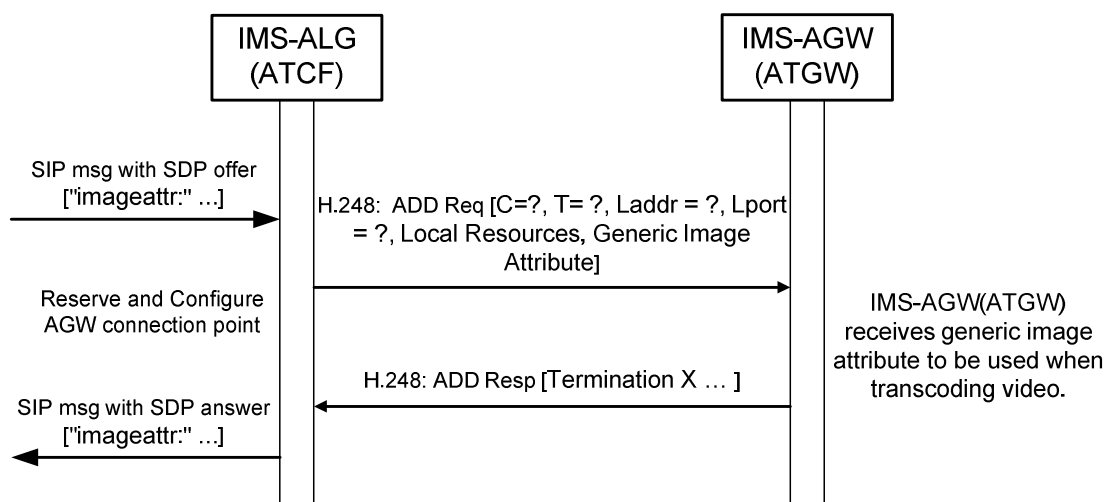 IMS-ALG
(ATCF)
IMS-AGW
(ATGW)
SIP msg with SDP offer
["imageattr:" ...]
H.248:  ADD Req [C=?, T= ?, Laddr = ?, Lport
= ?, Local Resources, Generic Image
Attribute]
Reserve and Configure
AGW connection point
IMS-AGW(ATGW)
receives generic image
attribute to be used when
transcoding video.
H.248: ADD Resp [Termination X … ]
SIP msg with SDP answer
["imageattr:" ...]